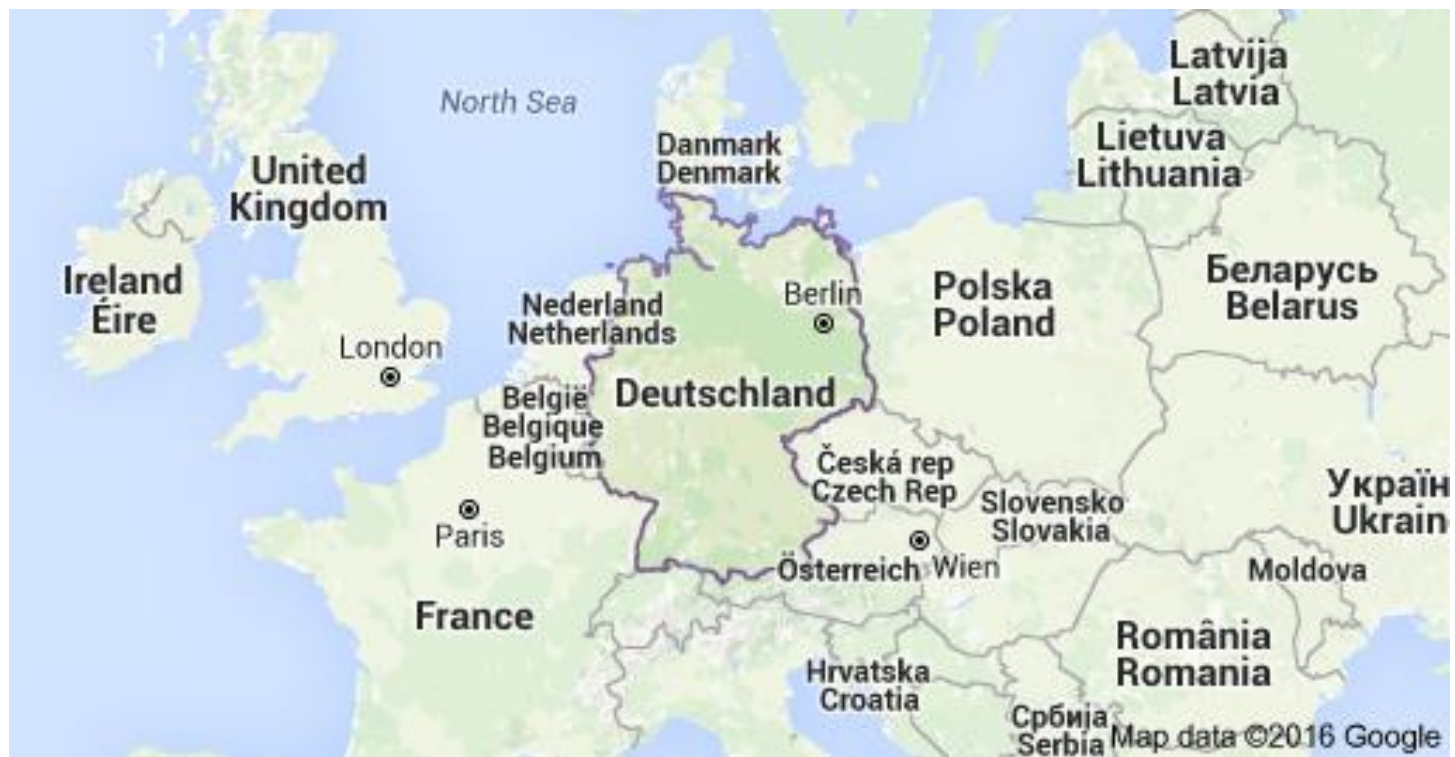 Latvija
Latvia
North Sea
Lietuva
Lithuania
Danmark
Denmark
United
Kingdom
Беларусь
Belarus
Ireland
Éire
Polska
Poland
Berlin
Nederland
Netherlands
London
Deutschland
België
Belgique
Belgium
Česká rep
Czech Rep
Україн
Ukrain
Slovensko
Slovakia
Paris
Österreich
Wien
Moldova
France
România
Romania
Hrvatska
Croatia
Србија
Serbia
Map data ©2016 Google